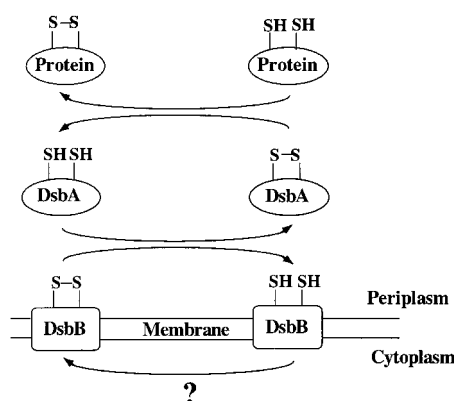 S–S
SH SH
Protein
Protein
SH SH
S–S
DsbA
DsbA
S–S
SH SH
Periplasm
DsbB
Membrane
DsbB
Cytoplasm
?